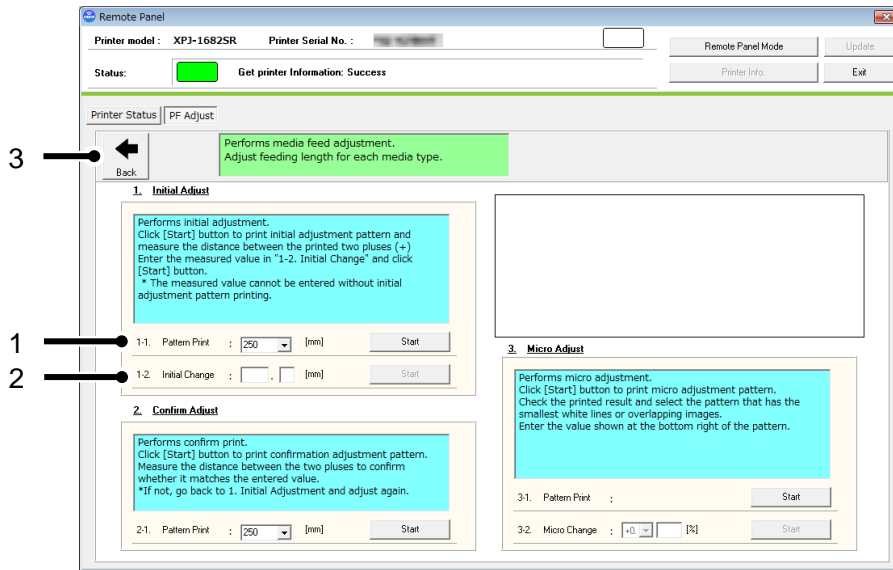 Remote Panel
Printer model : XPJ-1682SR Printer Serial No. :
Remote Panel Mode Update
Status: Get printer Information: Success
Printer Info. Exit
Printer Status PF Adjust
3
Back
Performs media feed adjustment.
Adjust feeding length for each media type.
1. Initial Adjust
Performs initial adjustment.
Click [Start] button to print initial adjustment pattern and
measure the distance between the printed two pluses (+)
Enter the measured value in "1-2. Initial Change" and click
[Start] button.
* The measured value cannot be entered without initial
adjustment pattern printing.
1
1-1. Pattern Print : 250 [mm] Start
2
1-2. Initial Change : . [mm] Start
2. Confirm Adjust
Performs confirm print.
Click [Start] button to print confirmation adjustment pattern.
Measure the distance between the two pluses to confirm
whether it matches the entered value.
*If not, go back to 1. Initial Adjustment and adjust again.
2-1. Pattern Print : 250 [mm] Start
3. Micro Adjust
Performs micro adjustment.
Click [Start] button to print micro adjustment pattern.
Check the printed result and select the pattern that has the
smallest white lines or overlapping images.
Enter the value shown at the bottom right of the pattern.
3-1. Pattern Print : Start
3-2. Micro Change : +0. [%] Start